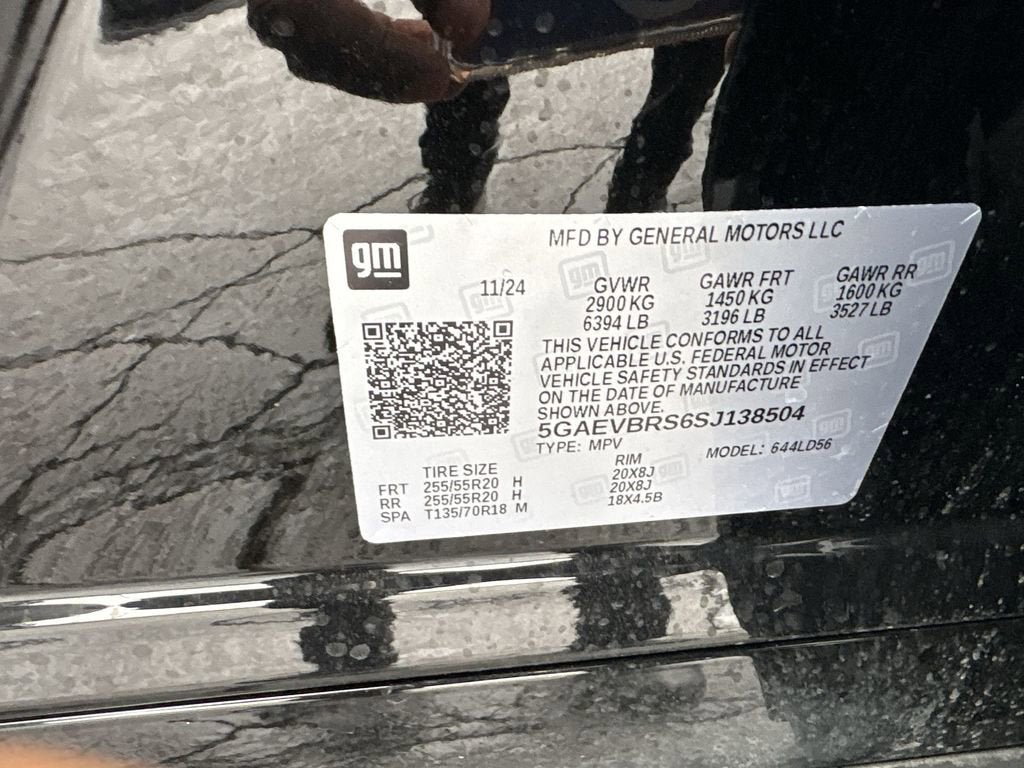 gm
MFD BY GENERAL MOTORS LLC
11/24 GVWR GAWR FRT GAWR RR
2900 KG 1450 KG 1600 KG
6394 LB 3196 LB 3527 LB
THIS VEHICLE CONFORMS TO ALL
APPLICABLE U.S. FEDERAL MOTOR
VEHICLE SAFETY STANDARDS IN EFFECT
ON THE DATE OF MANUFACTURE
SHOWN ABOVE.
5GAEVBRS6SJ138504
TYPE: MPV MODEL: 644LD56
TIRE SIZE RIM
FRT 255/55R20 H 20X8J
RR 255/55R20 H 20X8J
SPA T135/70R18 M 18X4.5B